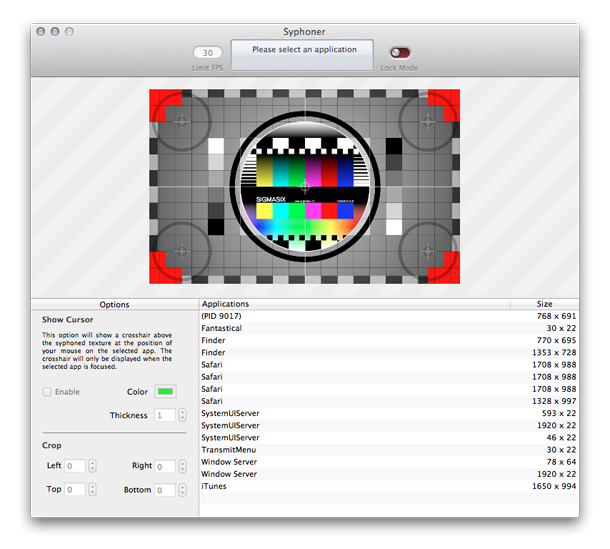 Syphoner
30
Please select an application
Limit FPS
Lock Mode
SIGMASIX
Options
Show Cursor
This option will show a crosshair above
the syphoned texture at the position of
your mouse on the selected app. The
crosshair will only be displayed when the
selected app is focused.
Enable
Color
Thickness 1
Crop
Left 0
Right 0
Top 0
Bottom 0
Applications Size
(PID 9017) 768 x 691
Fantastical 30 x 22
Finder 770 x 695
Finder 1353 x 728
Safari 1708 x 988
Safari 1708 x 988
Safari 1708 x 988
Safari 1328 x 997
SystemUIServer 593 x 22
SystemUIServer 1920 x 22
SystemUIServer 46 x 22
TransmitMenu 30 x 22
Window Server 78 x 64
Window Server 1920 x 22
iTunes 1650 x 994